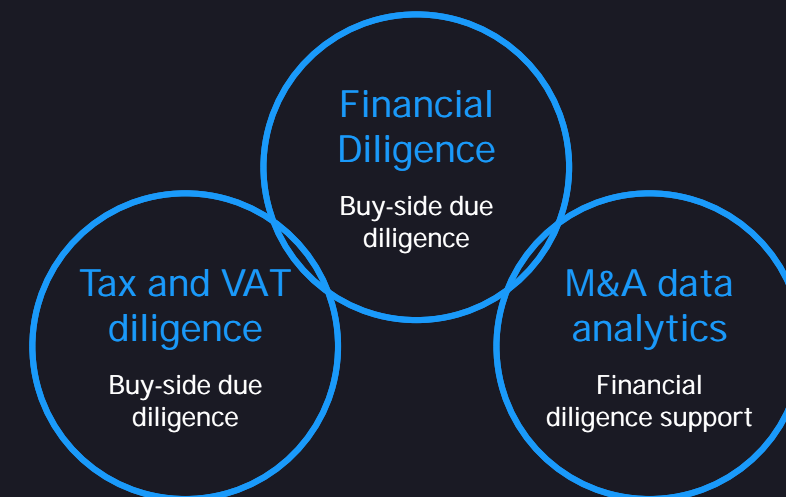 Financial
Diligence
Buy-side due
diligence
Tax and VAT
diligence
Buy-side due
diligence
M&A data
analytics
Financial
diligence support